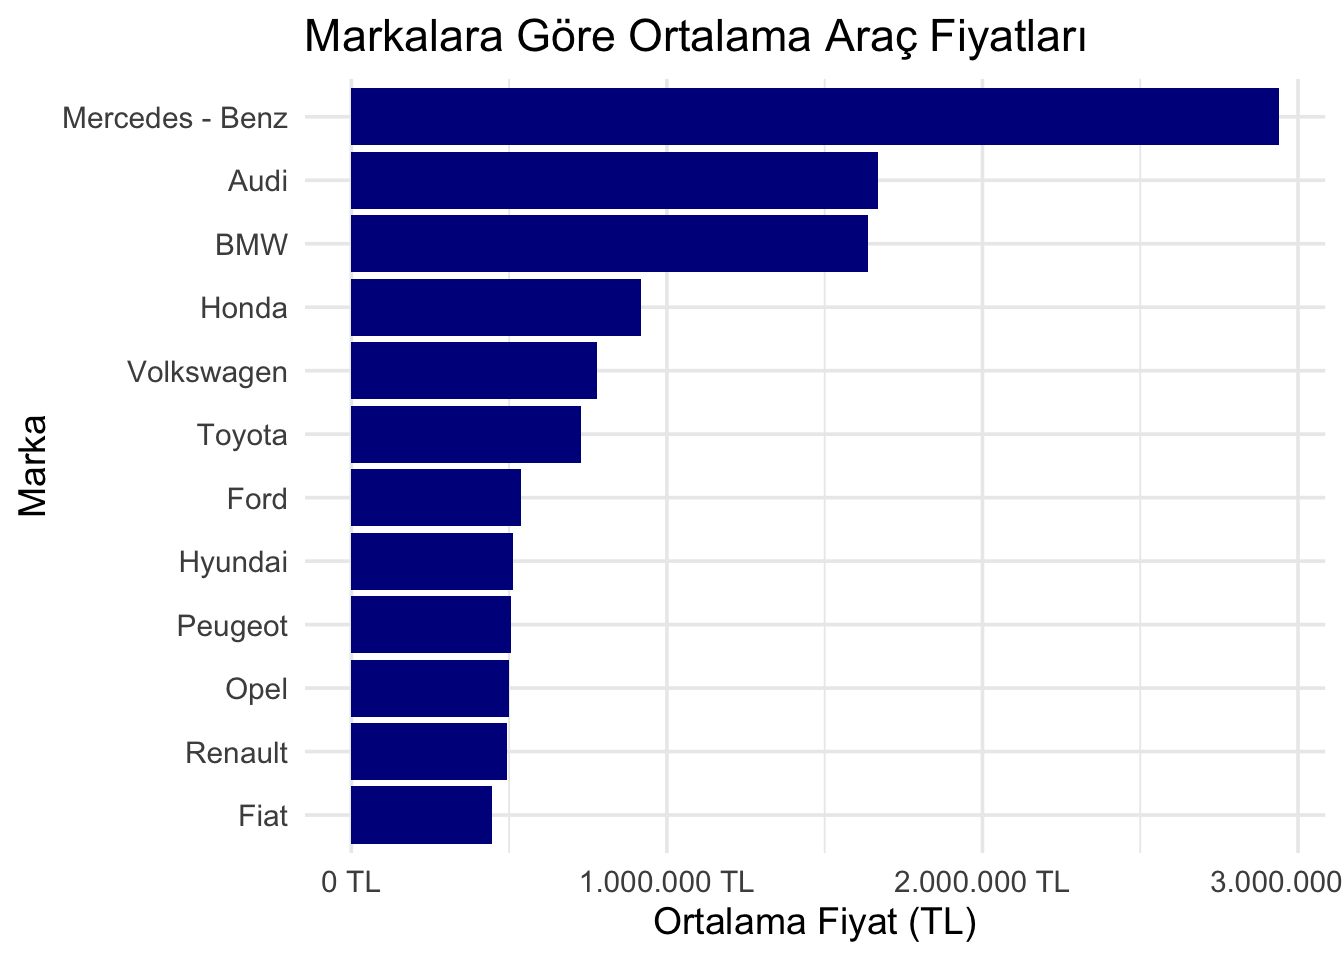 Markalara Göre Ortalama Araç Fiyatları
Marka
Mercedes - Benz
Audi
BMW
Honda
Volkswagen
Toyota
Ford
Hyundai
Peugeot
Opel
Renault
Fiat
0 TL 1.000.000 TL 2.000.000 TL 3.000.000
Ortalama Fiyat (TL)